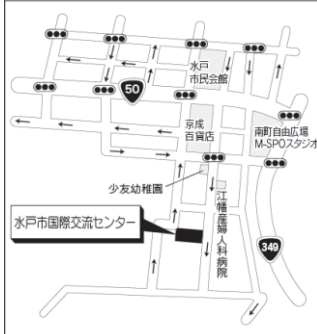 水戸
市民会館
50
京成
百貨店
南町自由広場
M-SPOスタジオ
少友幼稚園
水戸市国際交流センター
江幡産婦人科病院
349